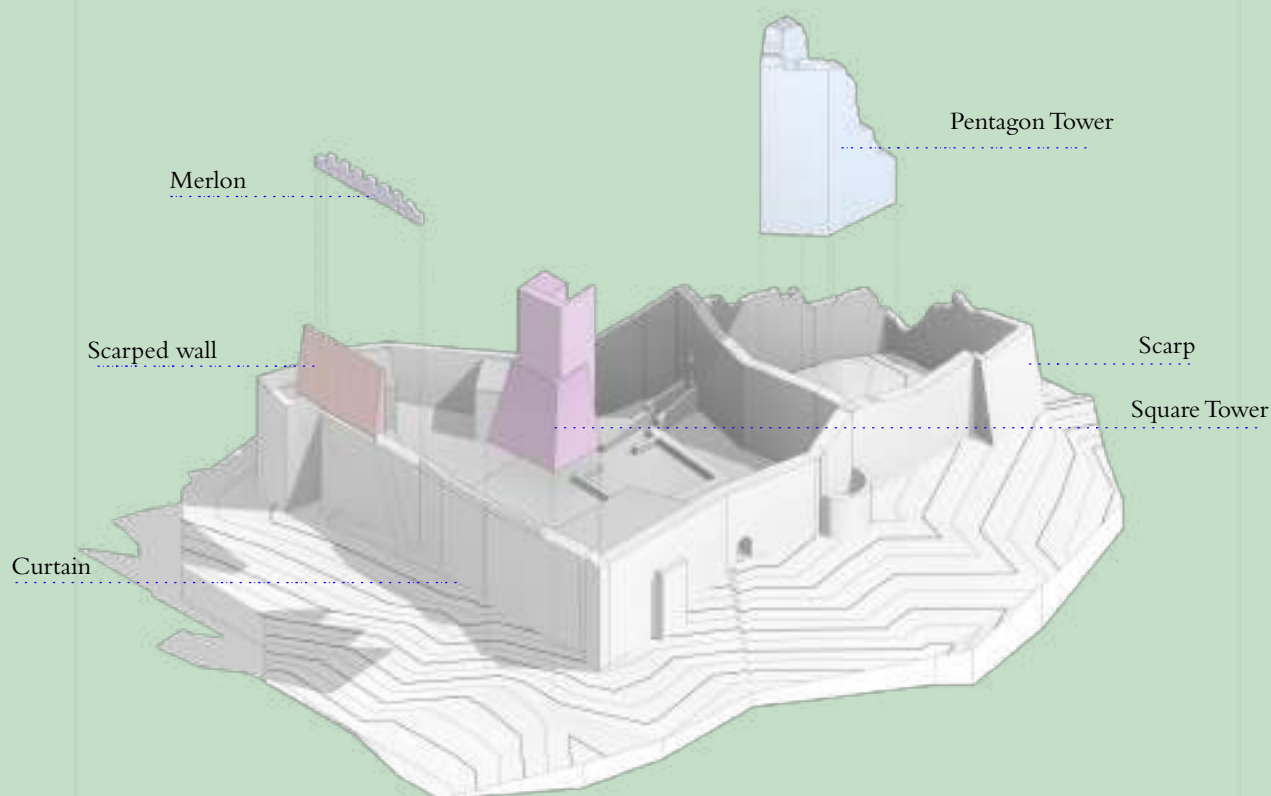 Pentagon Tower
Merlon
Scarped wall
Scarp
Square Tower
Curtain